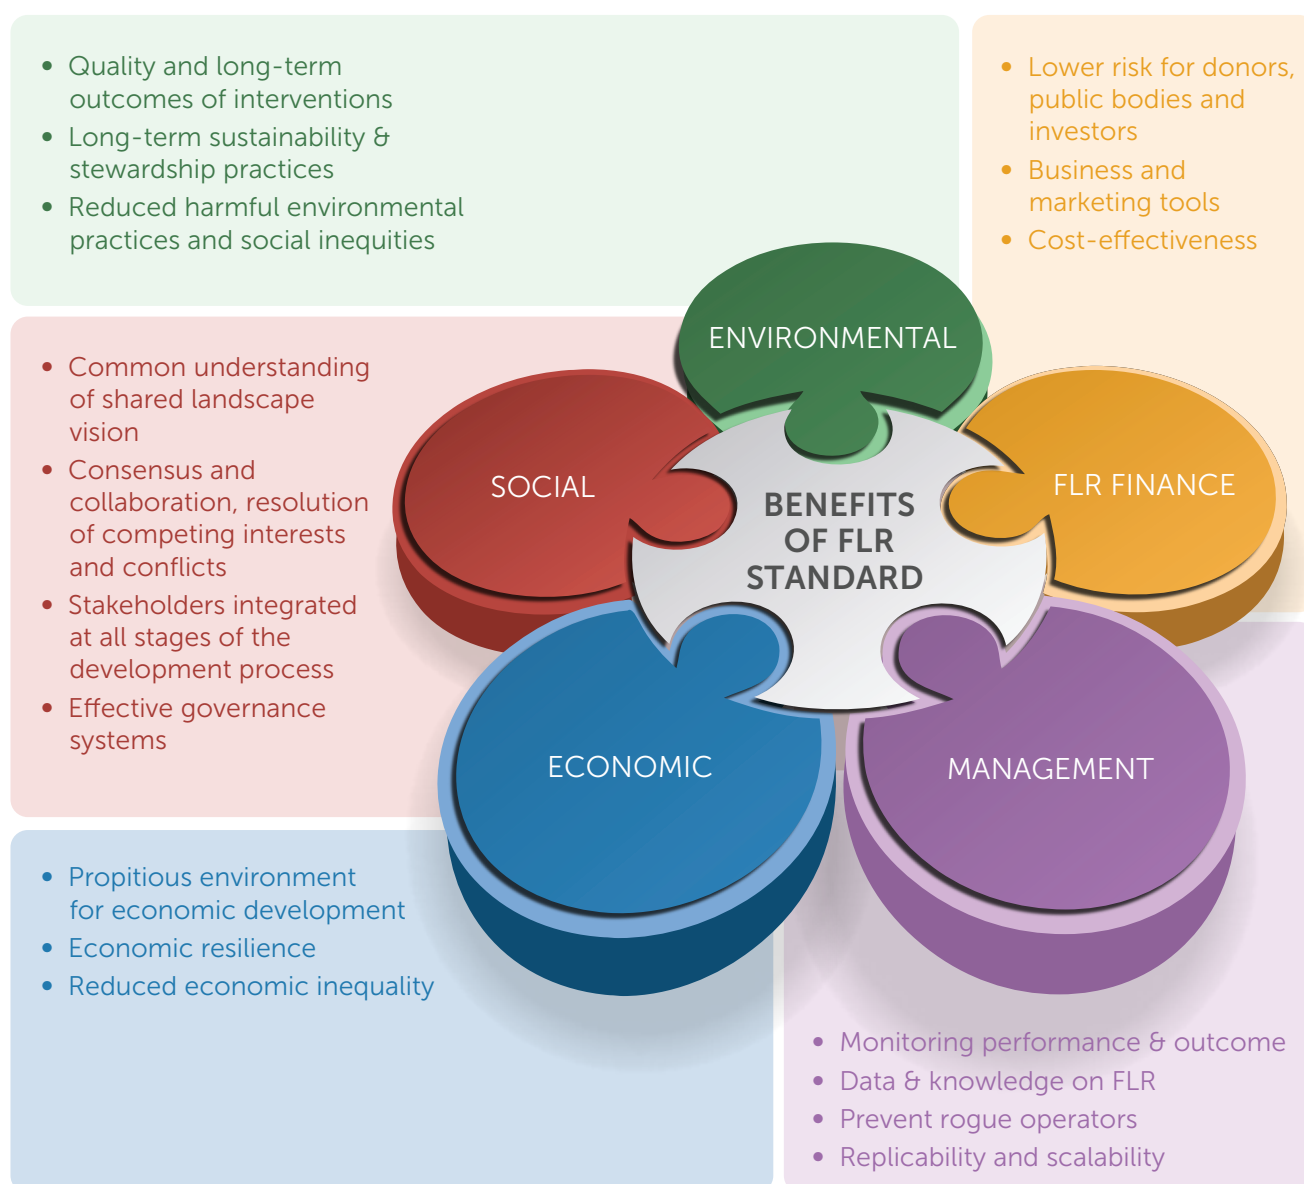 • Quality and long-term
outcomes of interventions
• Long-term sustainability &
stewardship practices
• Reduced harmful environmental
practices and social inequities
• Lower risk for donors,
public bodies and
investors
• Business and
marketing tools
• Cost-effectiveness
• Common understanding
of shared landscape
vision
• Consensus and
collaboration, resolution
of competing interests
and conflicts
• Stakeholders integrated
at all stages of the
development process
• Effective governance
systems
ENVIRONMENTAL
SOCIAL
FLR FINANCE
BENEFITS
OF FLR
STANDARD
ECONOMIC
MANAGEMENT
• Propitious environment
for economic development
• Economic resilience
• Reduced economic inequality
• Monitoring performance & outcome
• Data & knowledge on FLR
• Prevent rogue operators
• Replicability and scalability